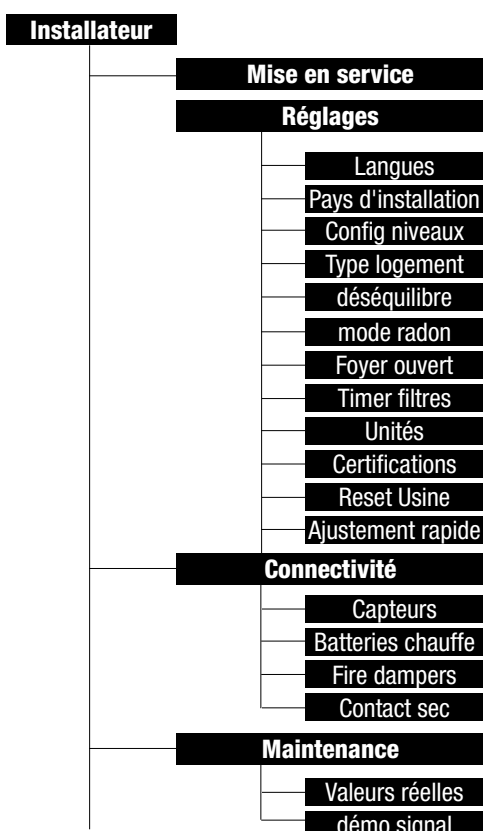 Installateur
Mise en service
Réglages
Langues
Pays d'installation
Config niveaux
Type logement
déséquilibre
mode radon
Foyer ouvert
Timer filtres
Unités
Certifications
Reset Usine
Ajustement rapide
Connectivité
Capteurs
Batteries chauffe
Fire dampers
Contact sec
Maintenance
Valeurs réelles
démo signal